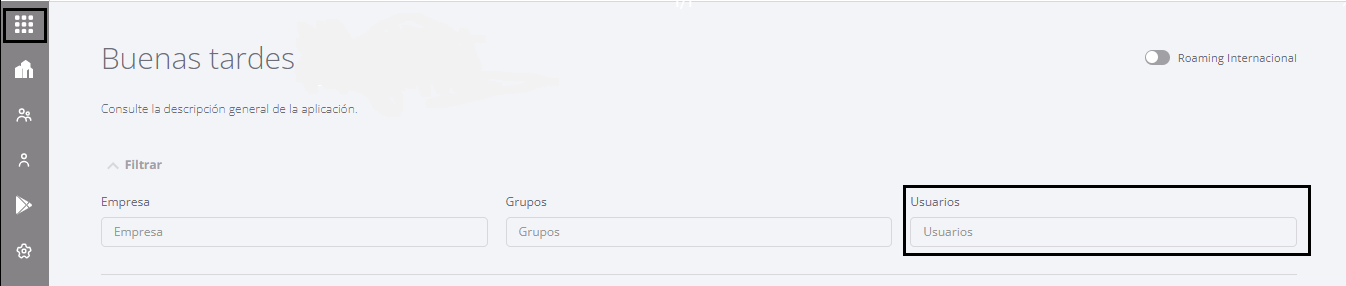 Buenas tardes
Roaming Internacional
Consulte la descripción general de la aplicación.
Filtrar
Empresa
Grupos
Usuarios
Empresa
Grupos
Usuarios